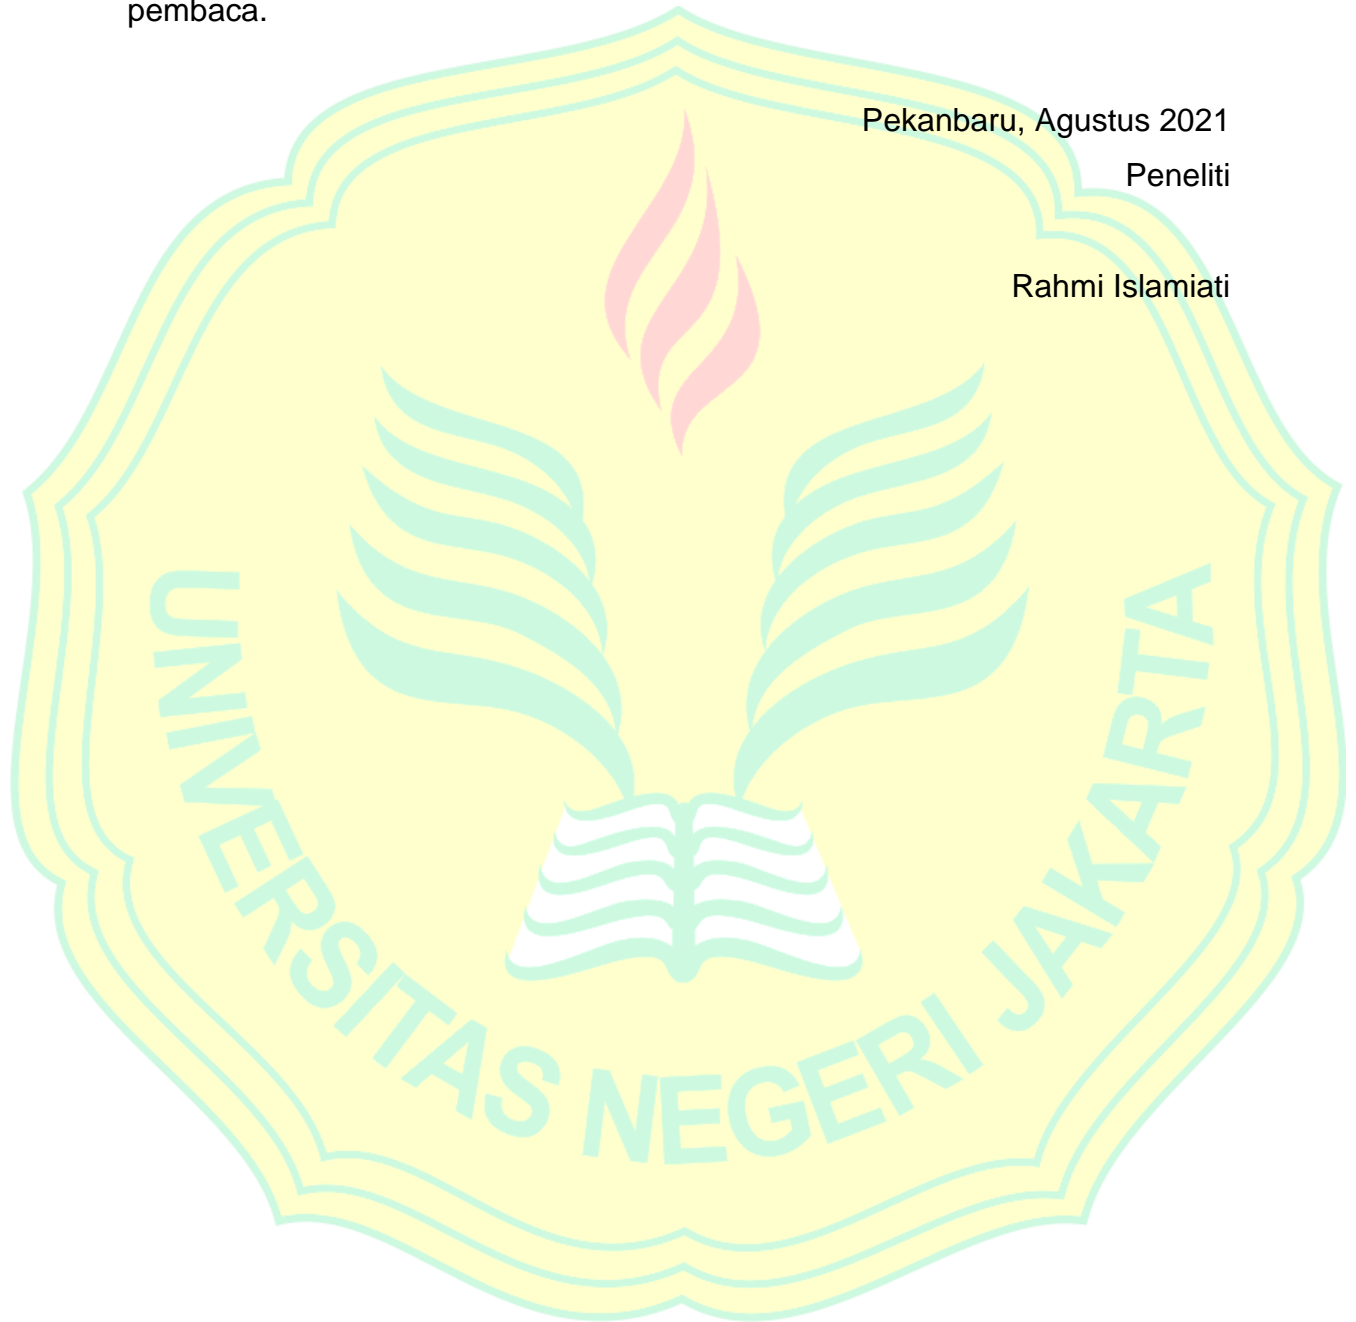 pembaca.
Pekanbaru, Agustus 2021
Peneliti
Rahmi Islamiati
UNIVERSITAS NEGERI JAKARTA